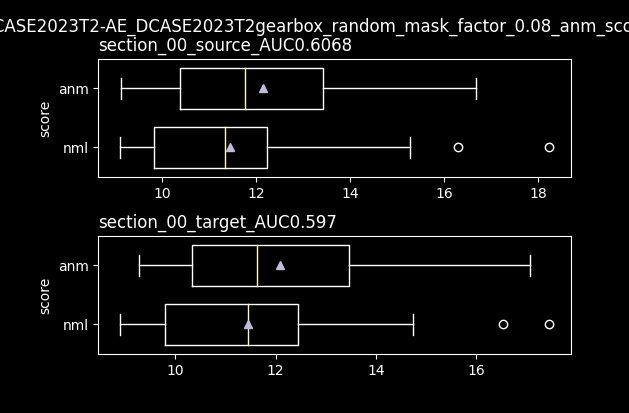 CASE2023T2-AE_DCASE2023T2gearbox_random_mask_factor_0.08_anm_sco
section_00_source_AUC0.6068
anm
nml
score
10 12 14 16 18
section_00_target_AUC0.597
anm
nml
score
10 12 14 16